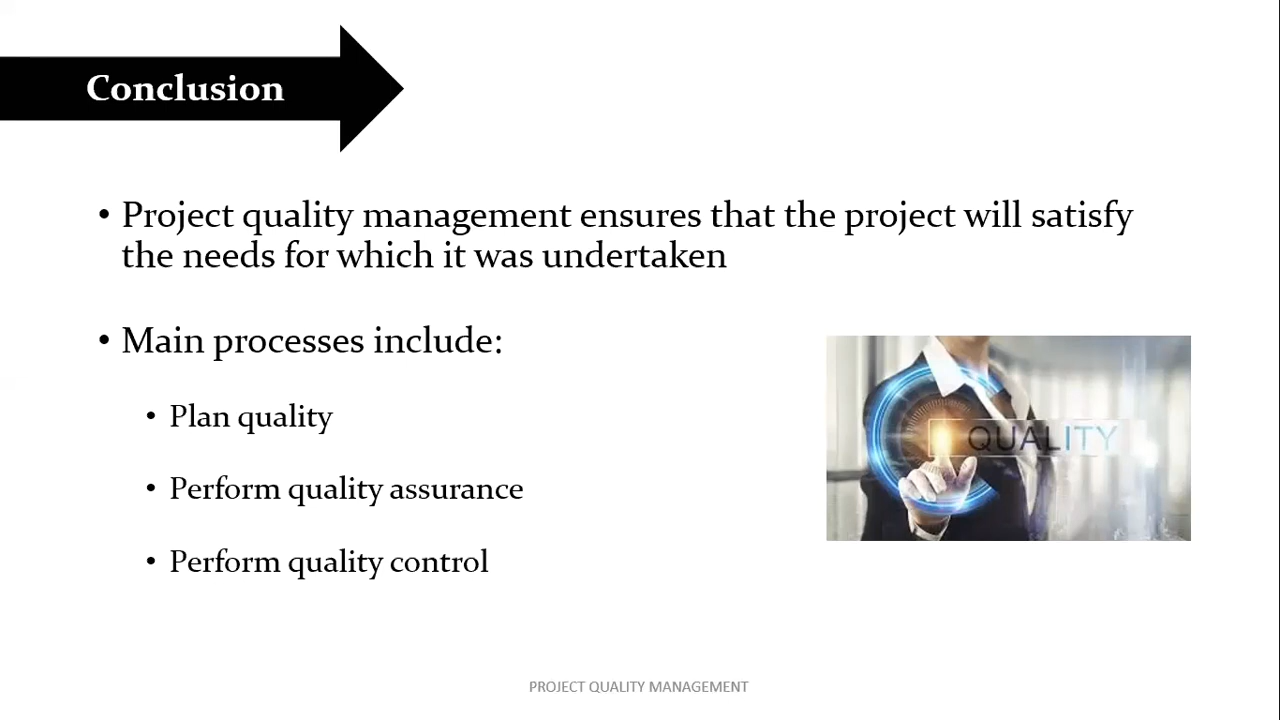 Conclusion
• Project quality management ensures that the project will satisfy
the needs for which it was undertaken
• Main processes include:
• Plan quality
• Perform quality assurance
• Perform quality control
QUALITY
PROJECT QUALITY MANAGEMENT